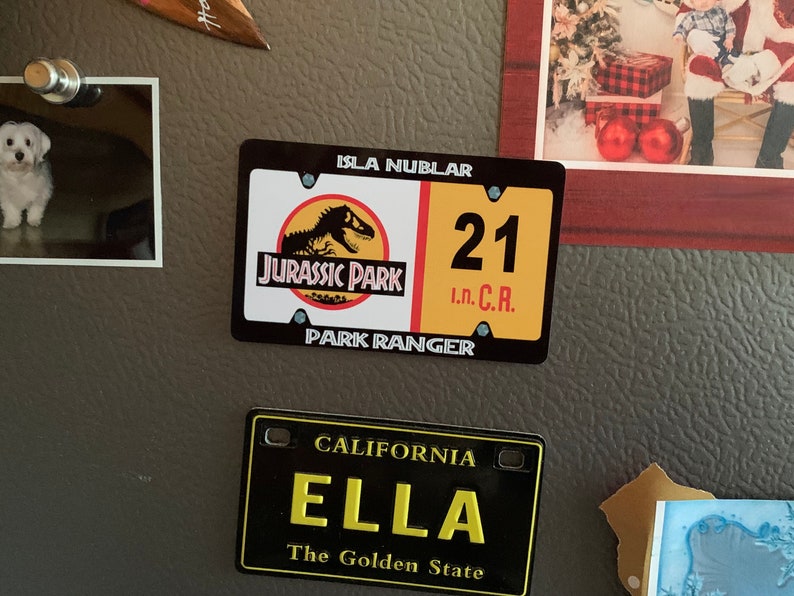 ISLA NUBLAR
JURASSIC PARK
21
I.n. C.R.
PARK RANGER
CALIFORNIA
ELLA
The Golden State